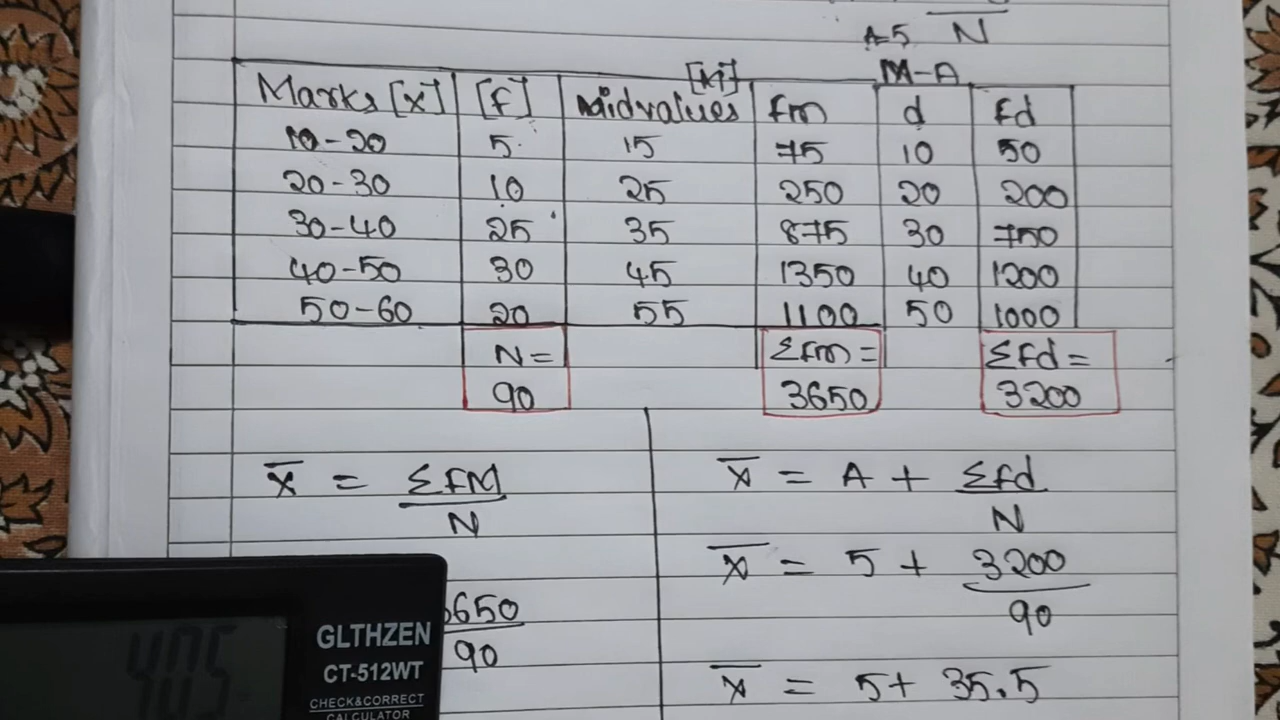 A=5 N
[M] M-A
Marks [x] [f] midvalues fm d fd
10-20 5 15 75 10 50
20-30 10 25 250 20 200
30-40 25 35 875 30 750
40-50 30 45 1350 40 1200
50-60 20 55 1100 50 1000
N= Σfm= Σfd=
90 3650 3200
x̄ = ΣfM
N
x̄ = A + Σfd
N
x̄ = 5 + 3200
90
650
90
x̄ = 5+ 35.5
40.5
GLTHZEN
CT-512WT
CHECK&CORRECT
CALCULATOR